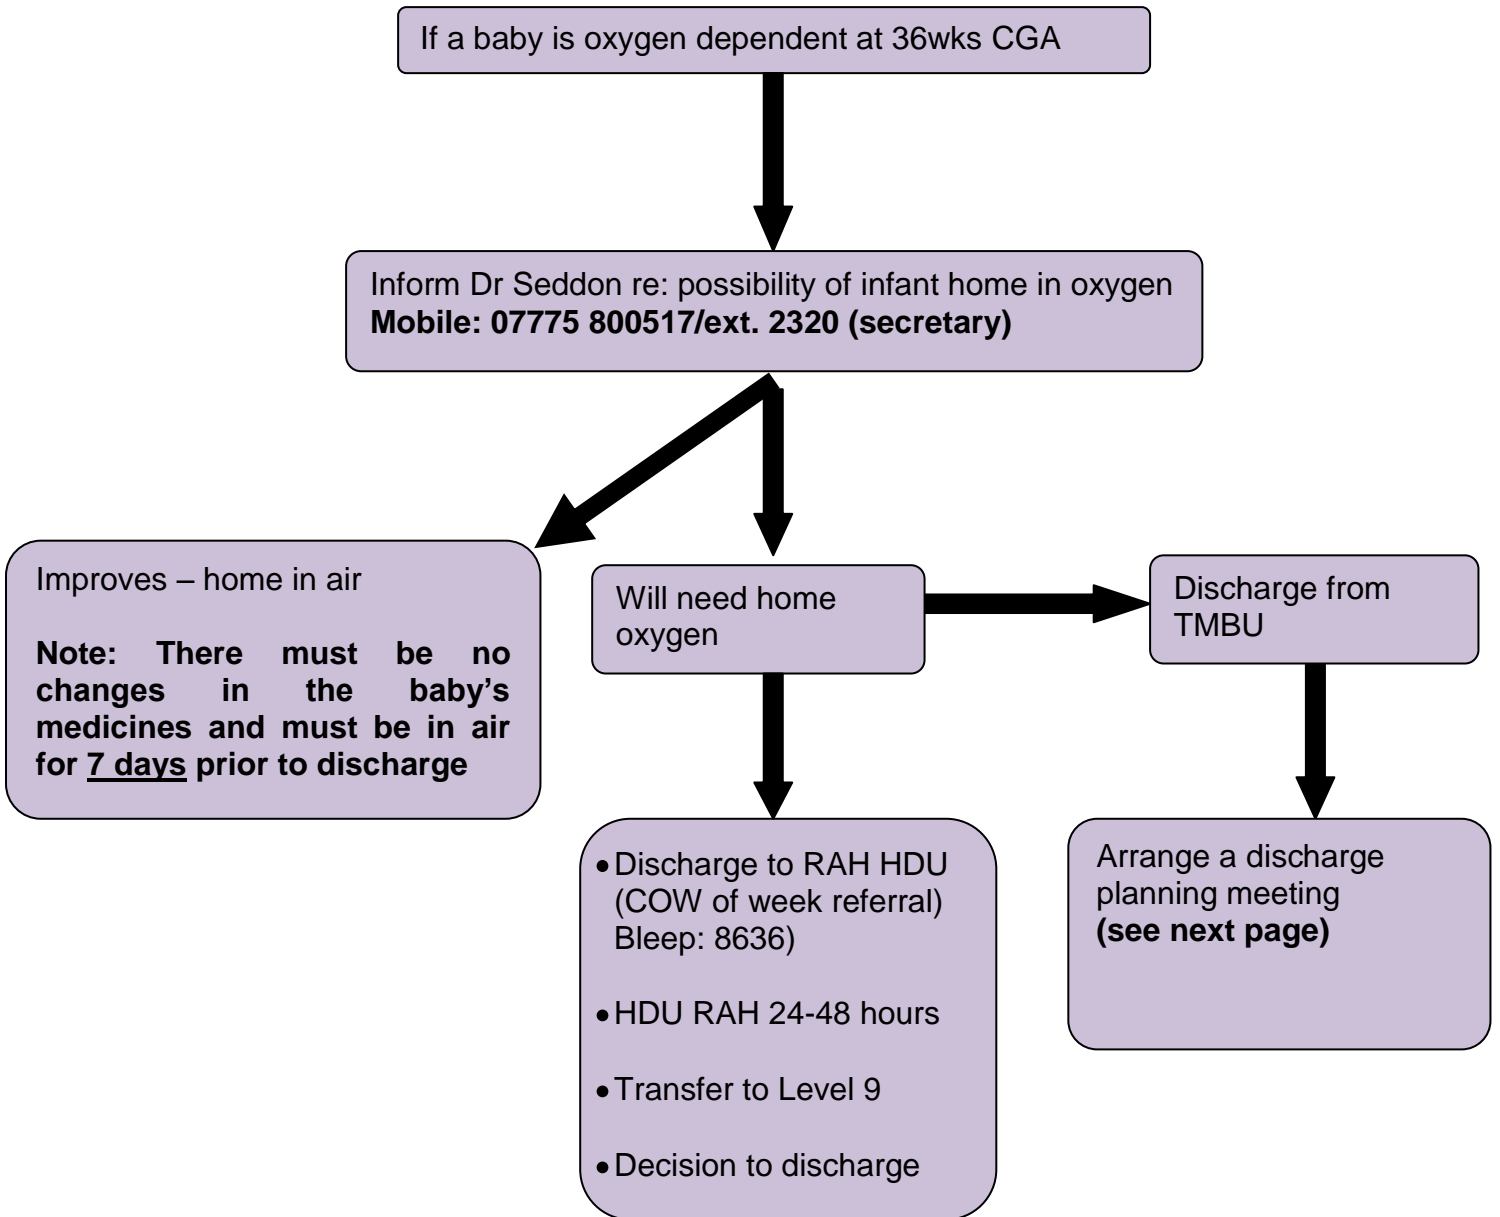 If a baby is oxygen dependent at 36wks CGA
Inform Dr Seddon re: possibility of infant home in oxygen
Mobile: 07775 800517/ext. 2320 (secretary)
Improves – home in air
Note: There must be no
changes in the baby’s
medicines and must be in air
for 7 days prior to discharge
Will need home
oxygen
Discharge from
TMBU
• Discharge to RAH HDU
(COW of week referral)
Bleep: 8636)
• HDU RAH 24-48 hours
• Transfer to Level 9
• Decision to discharge
Arrange a discharge
planning meeting
(see next page)